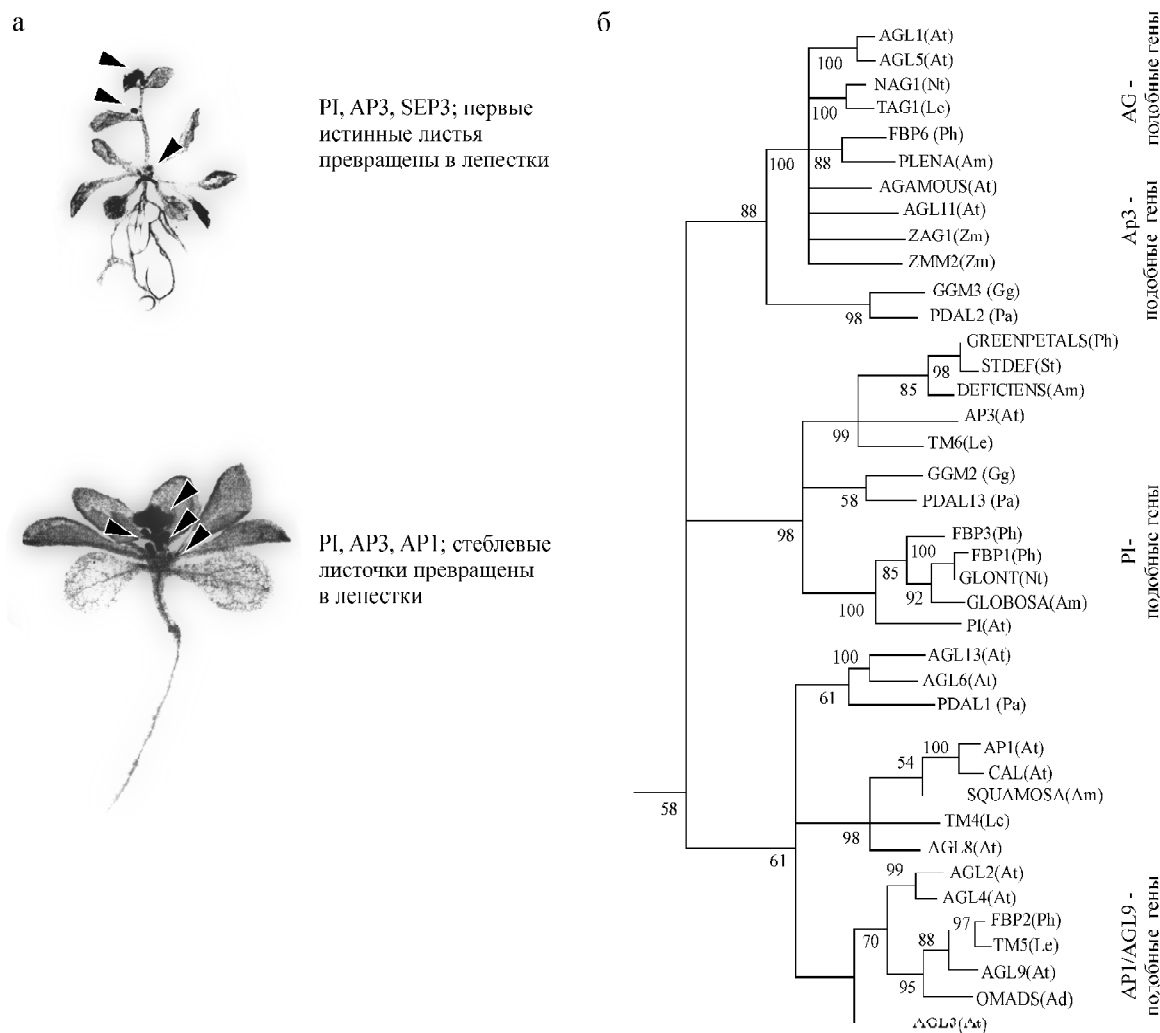 а
PI, AP3, SEP3; первые
истинные листья
превращены в лепестки
PI, AP3, AP1; стеблевые
листочки превращены
в лепестки
б
AGL1(At)
100
AGL5(At)
NAG1(Nt)
100
TAG1(Le)
FBP6 (Ph)
100
88
PLENA(Am)
AGAMOUS(At)
88
AGL11(At)
ZAG1(Zm)
ZMM2(Zm)
GGM3 (Gg)
98
PDAL2 (Pa)
GREENPETALS(Ph)
98
STDEF(St)
85
DEFICIENS(Am)
AP3(At)
99
TM6(Le)
GGM2 (Gg)
58
PDAL13 (Pa)
98
FBP3(Ph)
100
FBP1(Ph)
85
GLONT(Nt)
92
GLOBOSA(Am)
100
PI(At)
AGL13(At)
100
AGL6(At)
61
PDAL1 (Pa)
AP1(At)
100
54
CAL(At)
SQUAMOSA(Am)
58
TM4(Le)
98
AGL8(At)
61
99
AGL2(At)
AGL4(At)
97
FBP2(Ph)
70
88
TM5(Le)
AGL9(At)
95
OMADS(Ad)
AGL3(At)
AG -
подобные гены
Ap3 -
подобные гены
PI-
подобные гены
AP1/AGL9 -
подобные гены